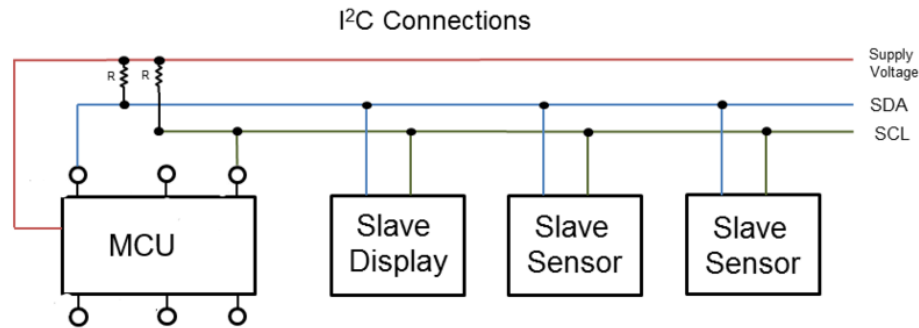 I²C Connections
Supply
Voltage
R
R
SDA
SCL
MCU
Slave
Display
Slave
Sensor
Slave
Sensor